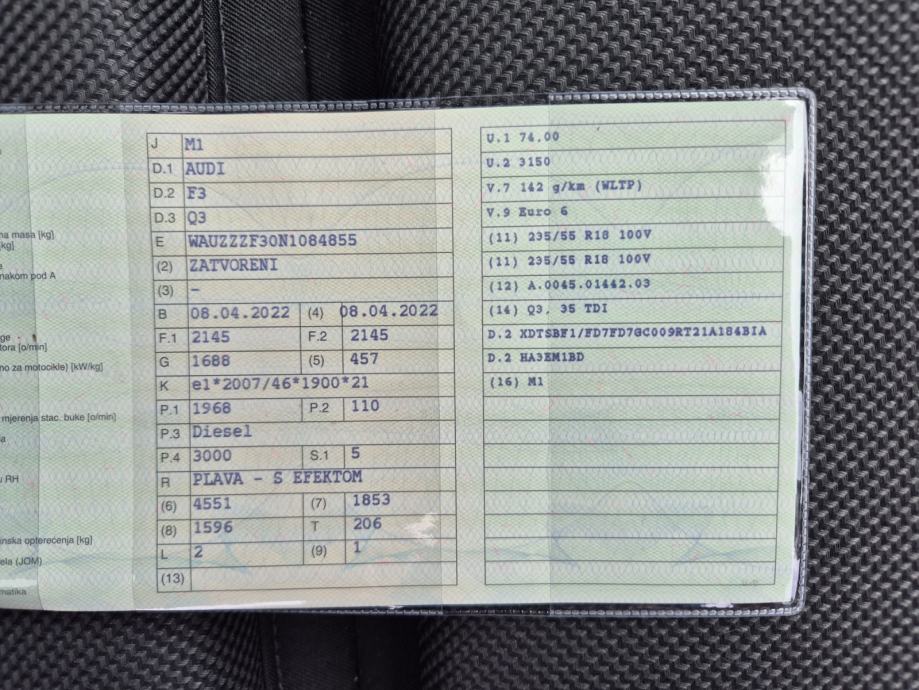 na masa [kg]
kg]
nakom pod A
ge
tora [o/min]
no za motocikle) [kW/kg]
mjerenja stac. buke [o/min]
u RH
inska opterećenja [kg]
ela (JOM)
matika
J M1
D.1 AUDI
D.2 F3
D.3 Q3
E WAUZZZF30N1084855
(2) ZATVORENI
(3) –
B 08.04.2022 (4) 08.04.2022
F.1 2145 F.2 2145
G 1688 (5) 457
K e1*2007/46*1900*21
P.1 1968 P.2 110
P.3 Diesel
P.4 3000 S.1 5
R PLAVA - S EFEKTOM
(6) 4551 (7) 1853
(8) 1596 T 206
L 2 (9) 1
(13)
U.1 74.00
U.2 3150
V.7 142 g/km (WLTP)
V.9 Euro 6
(11) 235/55 R18 100V
(11) 235/55 R18 100V
(12) A.0045.01442.03
(14) Q3, 35 TDI
D.2 XDTSBF1/FD7FD7GC009RT21A184BIA
D.2 HA3EM1BD
(16) M1